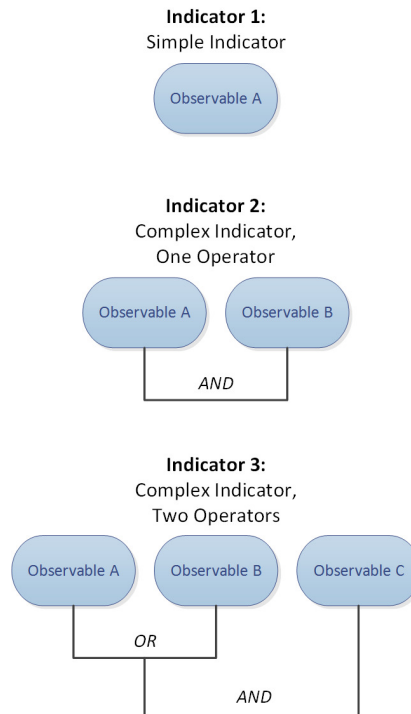 Indicator 1:
Simple Indicator
Observable A
Indicator 2:
Complex Indicator,
One Operator
Observable A
Observable B
AND
Indicator 3:
Complex Indicator,
Two Operators
Observable A
Observable B
Observable C
OR
AND